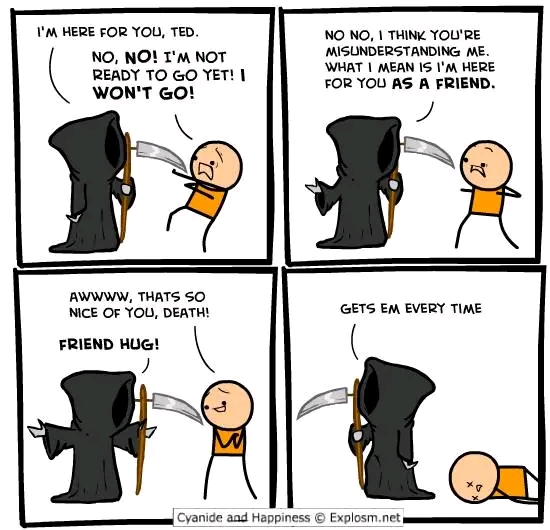 I'M HERE FOR YOU, TED.
NO, NO! I'M NOT
READY TO GO YET! I
WON'T GO!
NO NO, I THINK YOU'RE
MISUNDERSTANDING ME.
WHAT I MEAN IS I'M HERE
FOR YOU AS A FRIEND.
AWWWW, THATS SO
NICE OF YOU, DEATH!
FRIEND HUG!
GETS EM EVERY TIME
Cyanide and Happiness © Explosm.net